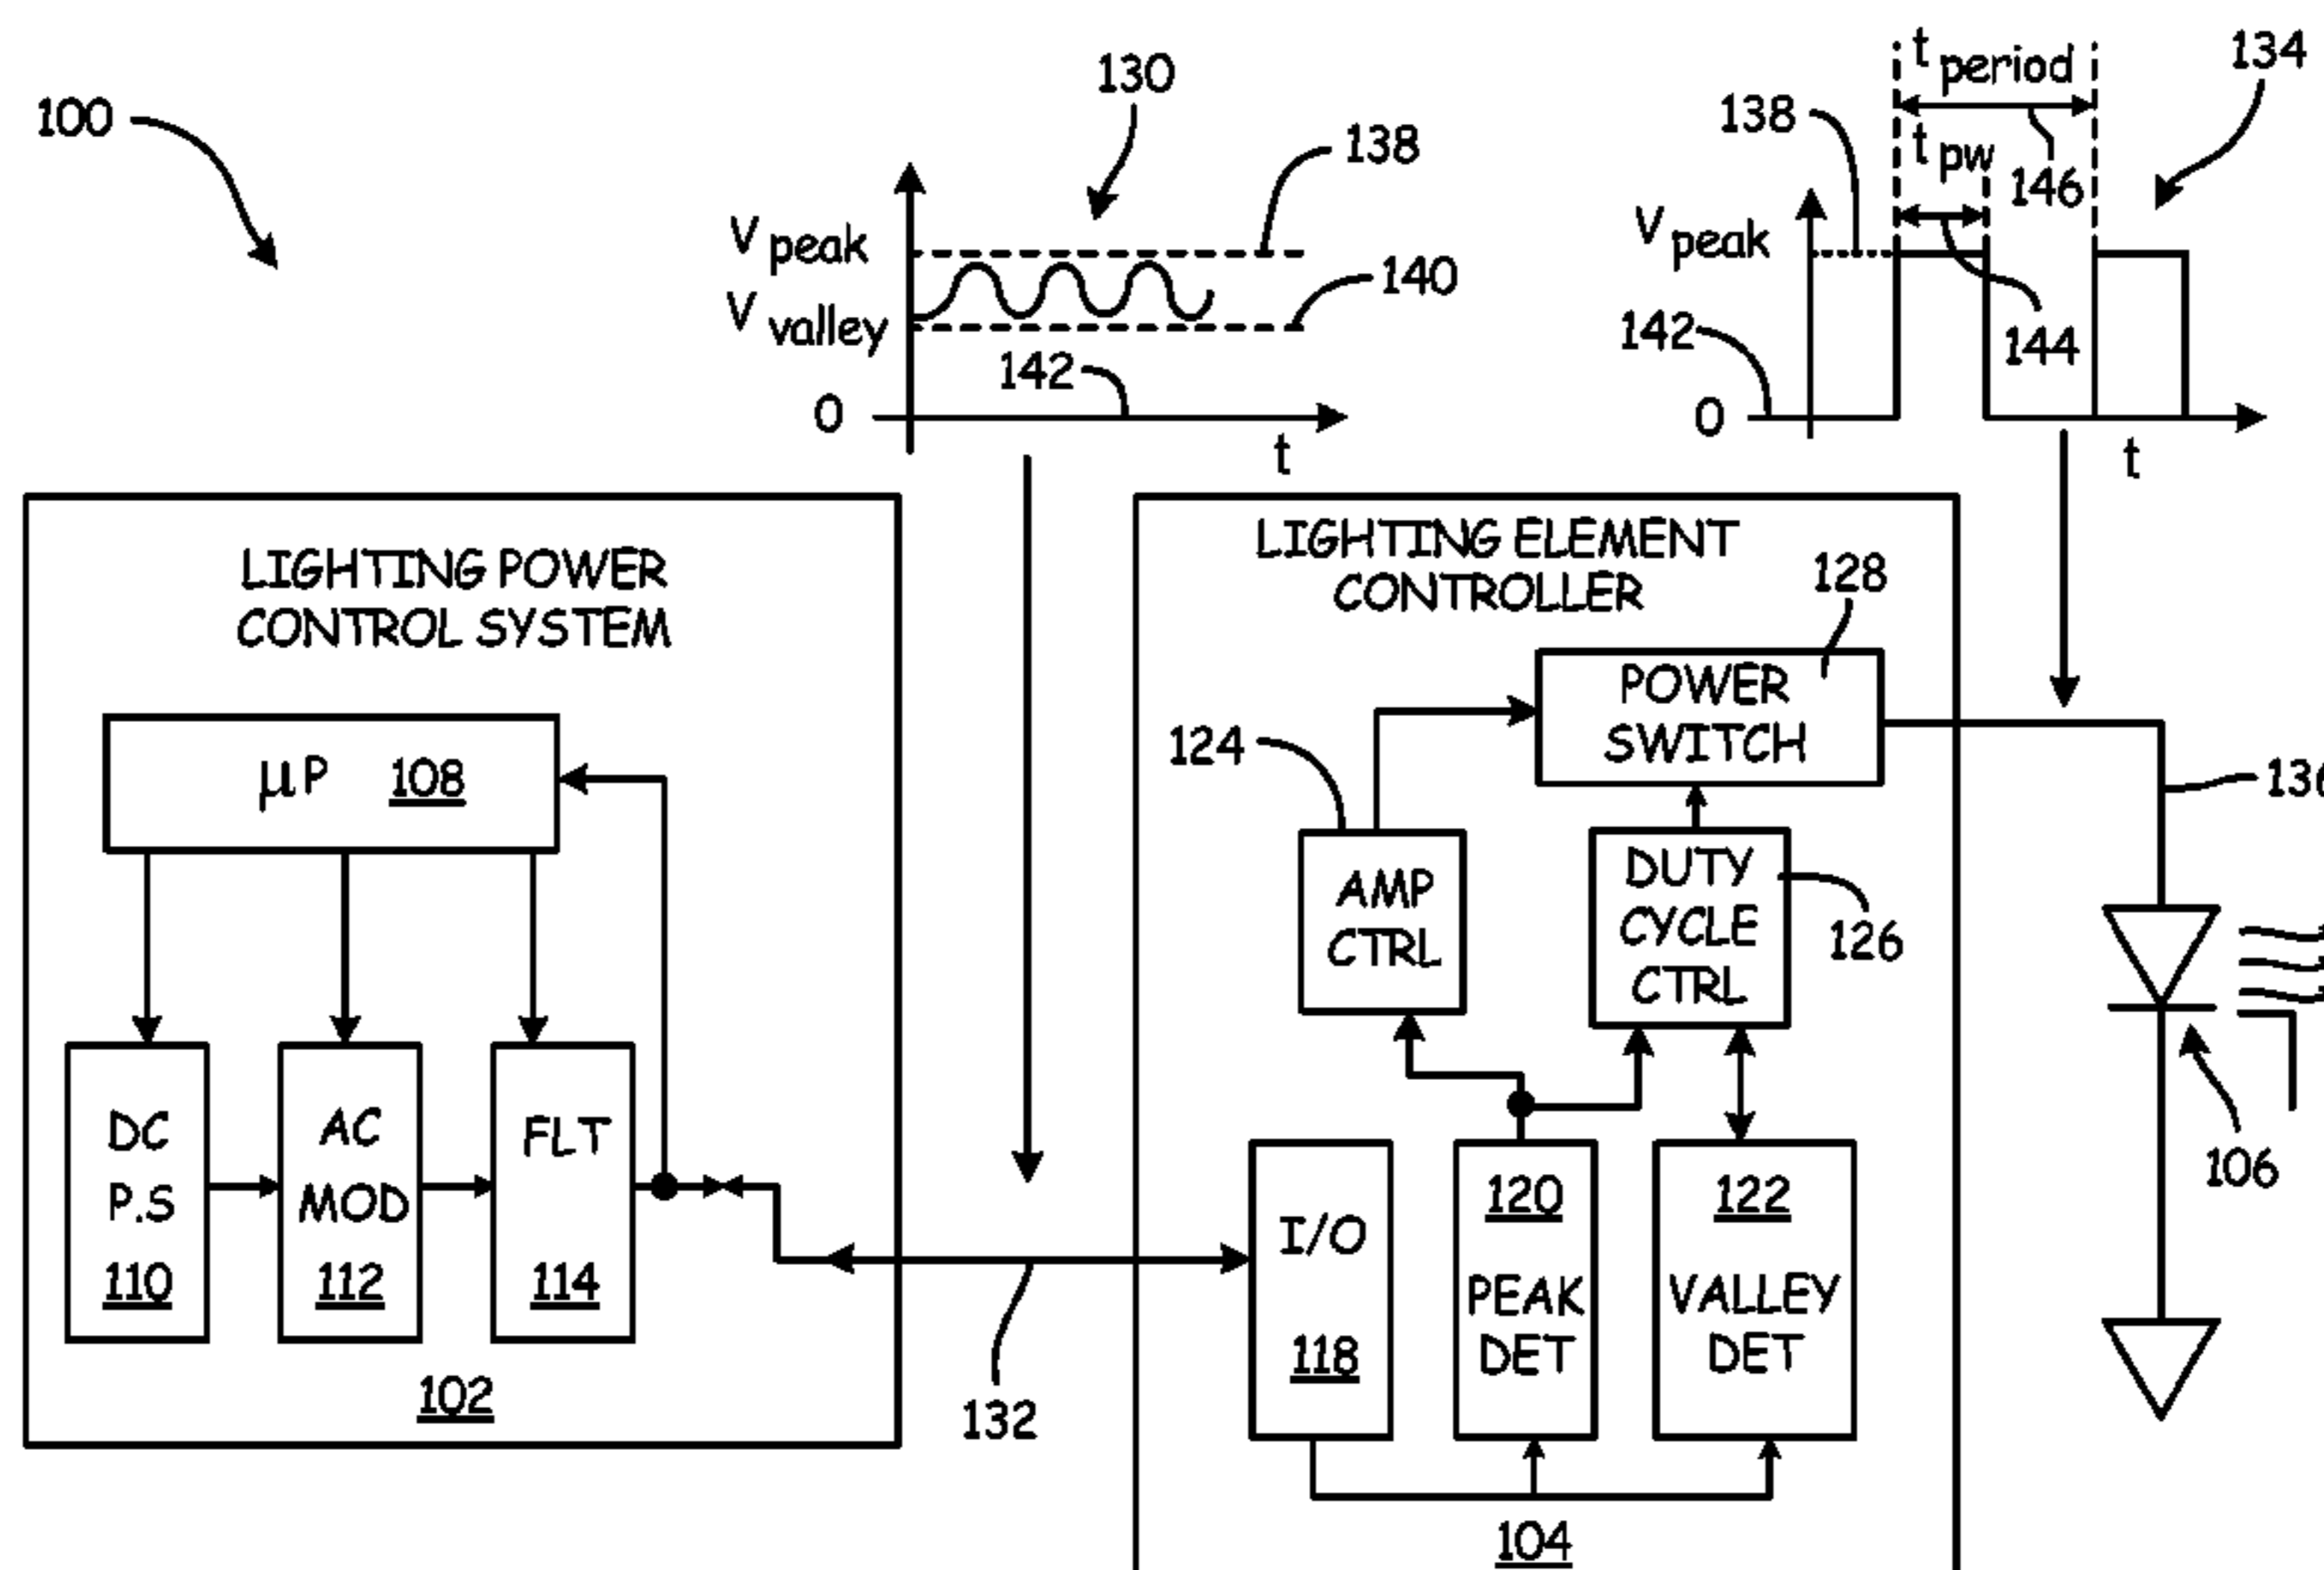 100
130
138
V peak
V valley
140
142
0
t
t period
134
138
t pw
146
V peak
142
144
0
t
LIGHTING POWER
CONTROL SYSTEM
μP 108
DC
P.S
110
AC
MOD
112
FLT
114
102
132
LIGHTING ELEMENT
CONTROLLER
128
POWER
SWITCH
124
AMP
CTRL
DUTY
CYCLE
CTRL
126
I/O
118
120
PEAK
DET
122
VALLEY
DET
104
136
106